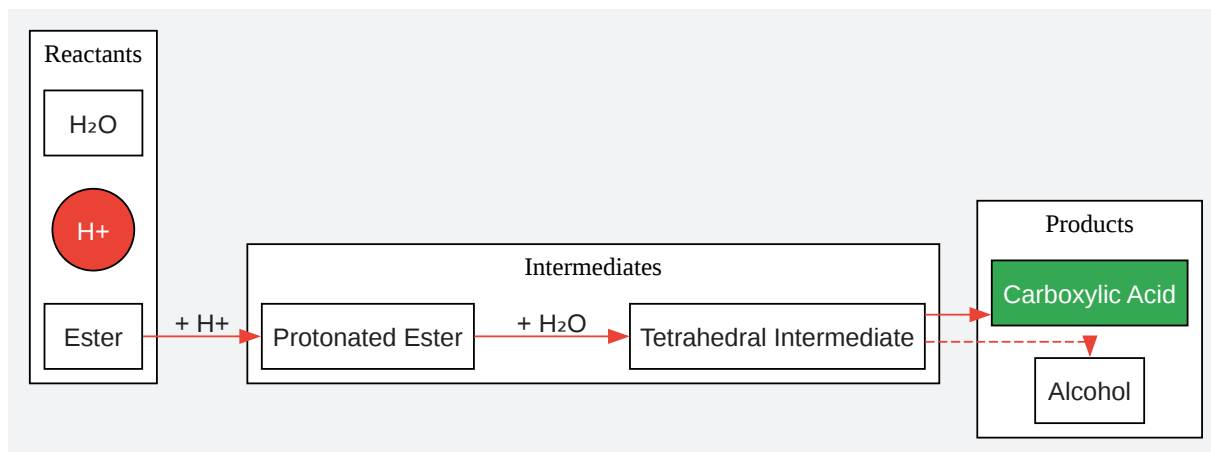 Reactants
H₂O
H+
Ester
+ H+
Intermediates
Protonated Ester
+ H₂O
Tetrahedral Intermediate
Products
Carboxylic Acid
Alcohol